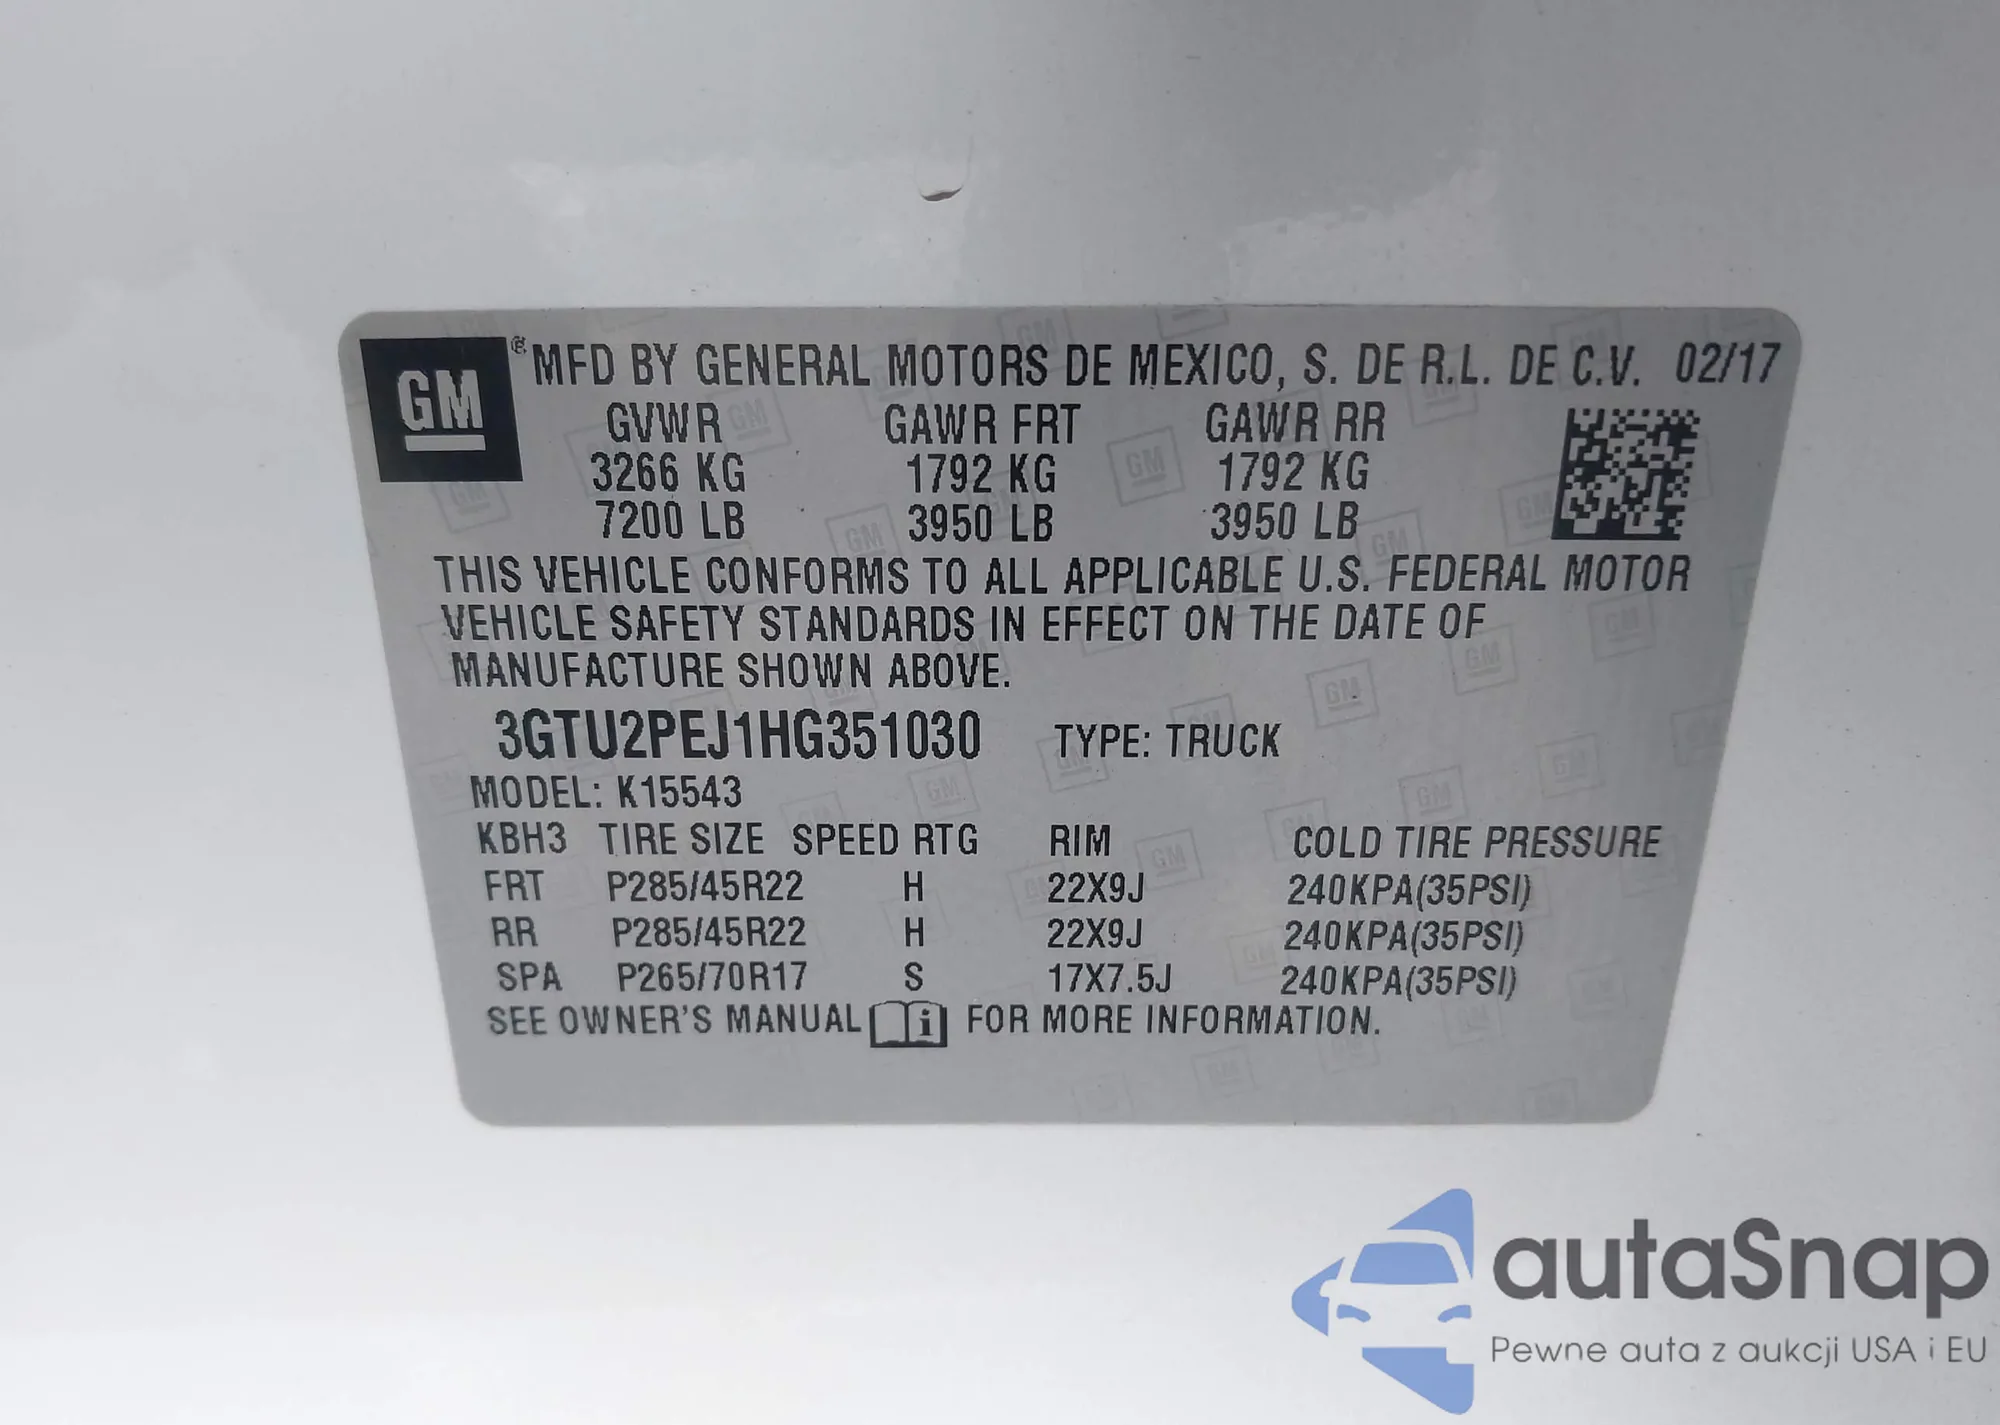 GM ® MFD BY GENERAL MOTORS DE MEXICO, S. DE R.L. DE C.V. 02/17
GVWR GAWR FRT GAWR RR
3266 KG 1792 KG 1792 KG
7200 LB 3950 LB 3950 LB
THIS VEHICLE CONFORMS TO ALL APPLICABLE U.S. FEDERAL MOTOR
VEHICLE SAFETY STANDARDS IN EFFECT ON THE DATE OF
MANUFACTURE SHOWN ABOVE.
3GTU2PEJ1HG351030 TYPE: TRUCK
MODEL: K15543
KBH3 TIRE SIZE SPEED RTG RIM COLD TIRE PRESSURE
FRT P285/45R22 H 22X9J 240KPA(35PSI)
RR P285/45R22 H 22X9J 240KPA(35PSI)
SPA P265/70R17 S 17X7.5J 240KPA(35PSI)
SEE OWNER'S MANUAL i FOR MORE INFORMATION.
autaSnap
Pewne auta z aukcji USA i EU